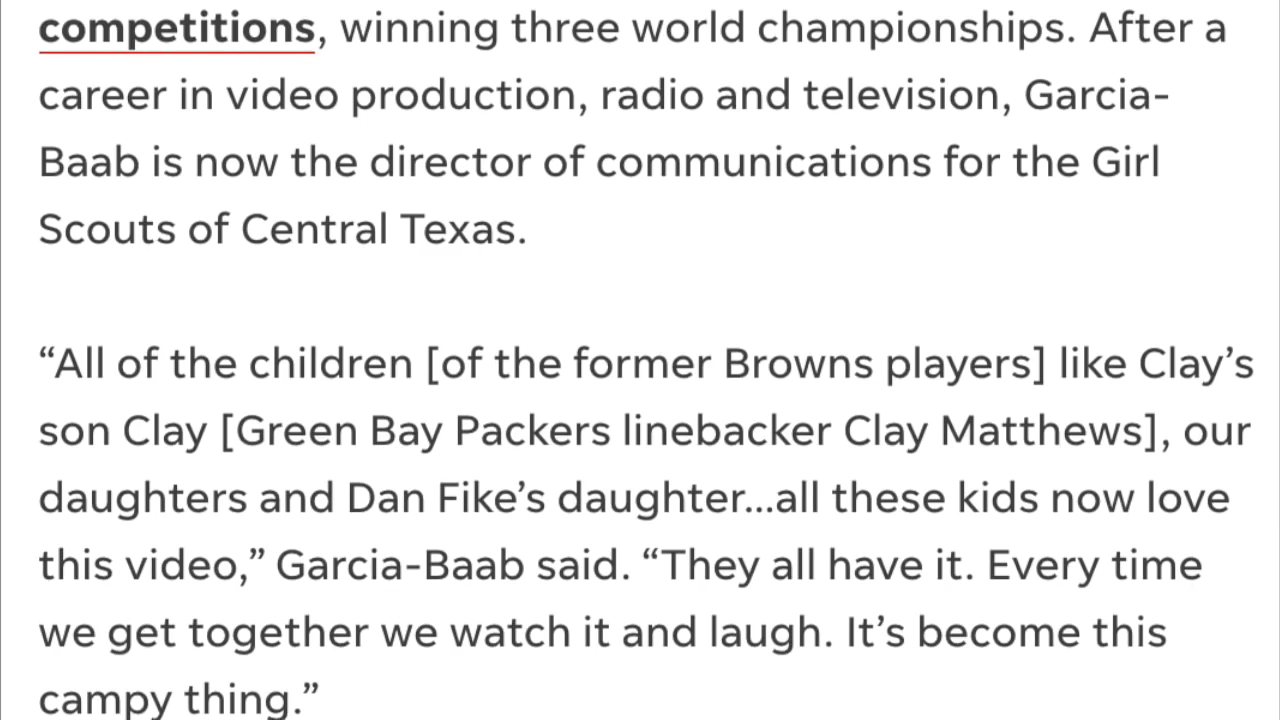 competitions, winning three world championships. After a
career in video production, radio and television, Garcia-
Baab is now the director of communications for the Girl
Scouts of Central Texas.
“All of the children [of the former Browns players] like Clay’s
son Clay [Green Bay Packers linebacker Clay Matthews], our
daughters and Dan Fike’s daughter...all these kids now love
this video,” Garcia-Baab said. “They all have it. Every time
we get together we watch it and laugh. It’s become this
campy thing.”